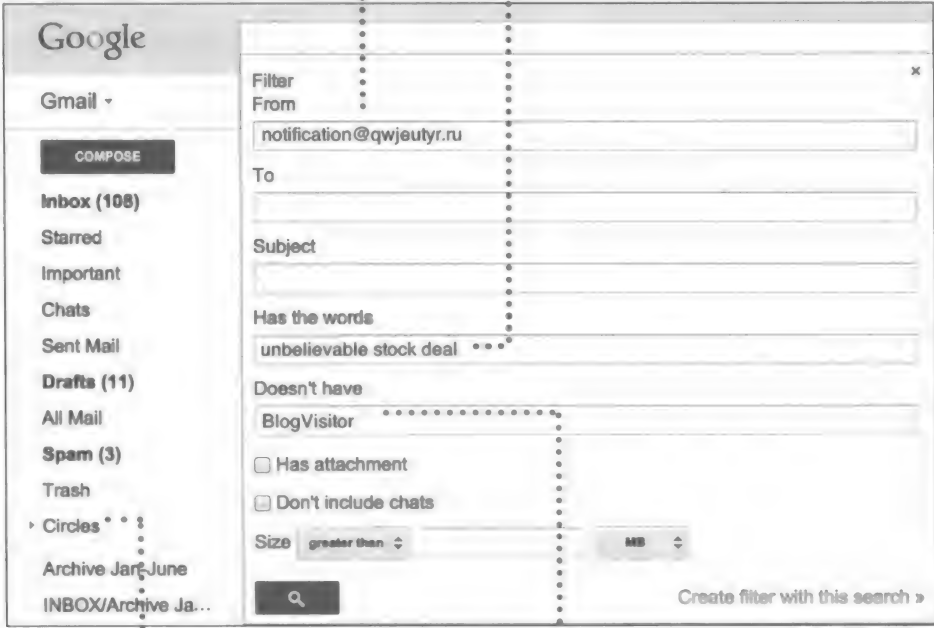 Google
Gmail
COMPOSE
Inbox (108)
Starred
Important
Chats
Sent Mail
Drafts (11)
All Mail
Spam (3)
Trash
Circles
Archive Jan-June
INBOX/Archive Ja...
×
Filter
From
notification@qwjeutyr.ru
To
Subject
Has the words
unbelievable stock deal
Doesn't have
BlogVisitor
Has attachment
Don't include chats
Size greater than MB
Create filter with this search »